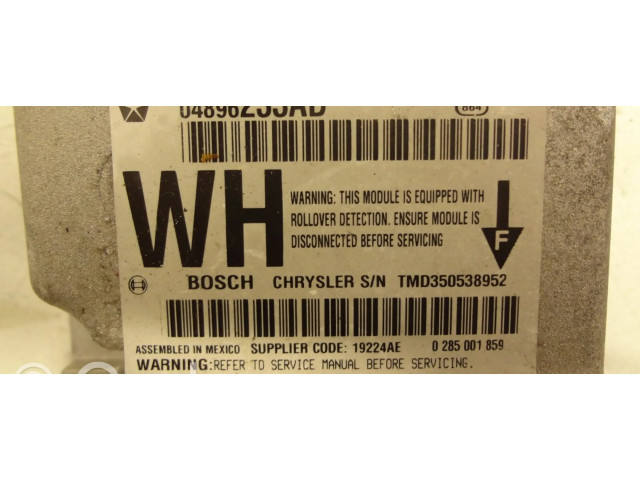 864
WH
WARNING: THIS MODULE IS EQUIPPED WITH
ROLLOVER DETECTION. ENSURE MODULE IS
DISCONNECTED BEFORE SERVICING
F
BOSCH CHRYSLER S/N TMD350538952
ASSEMBLED IN MEXICO SUPPLIER CODE: 19224AE 0 285 001 859
WARNING:REFER TO SERVICE MANUAL BEFORE SERVICING.